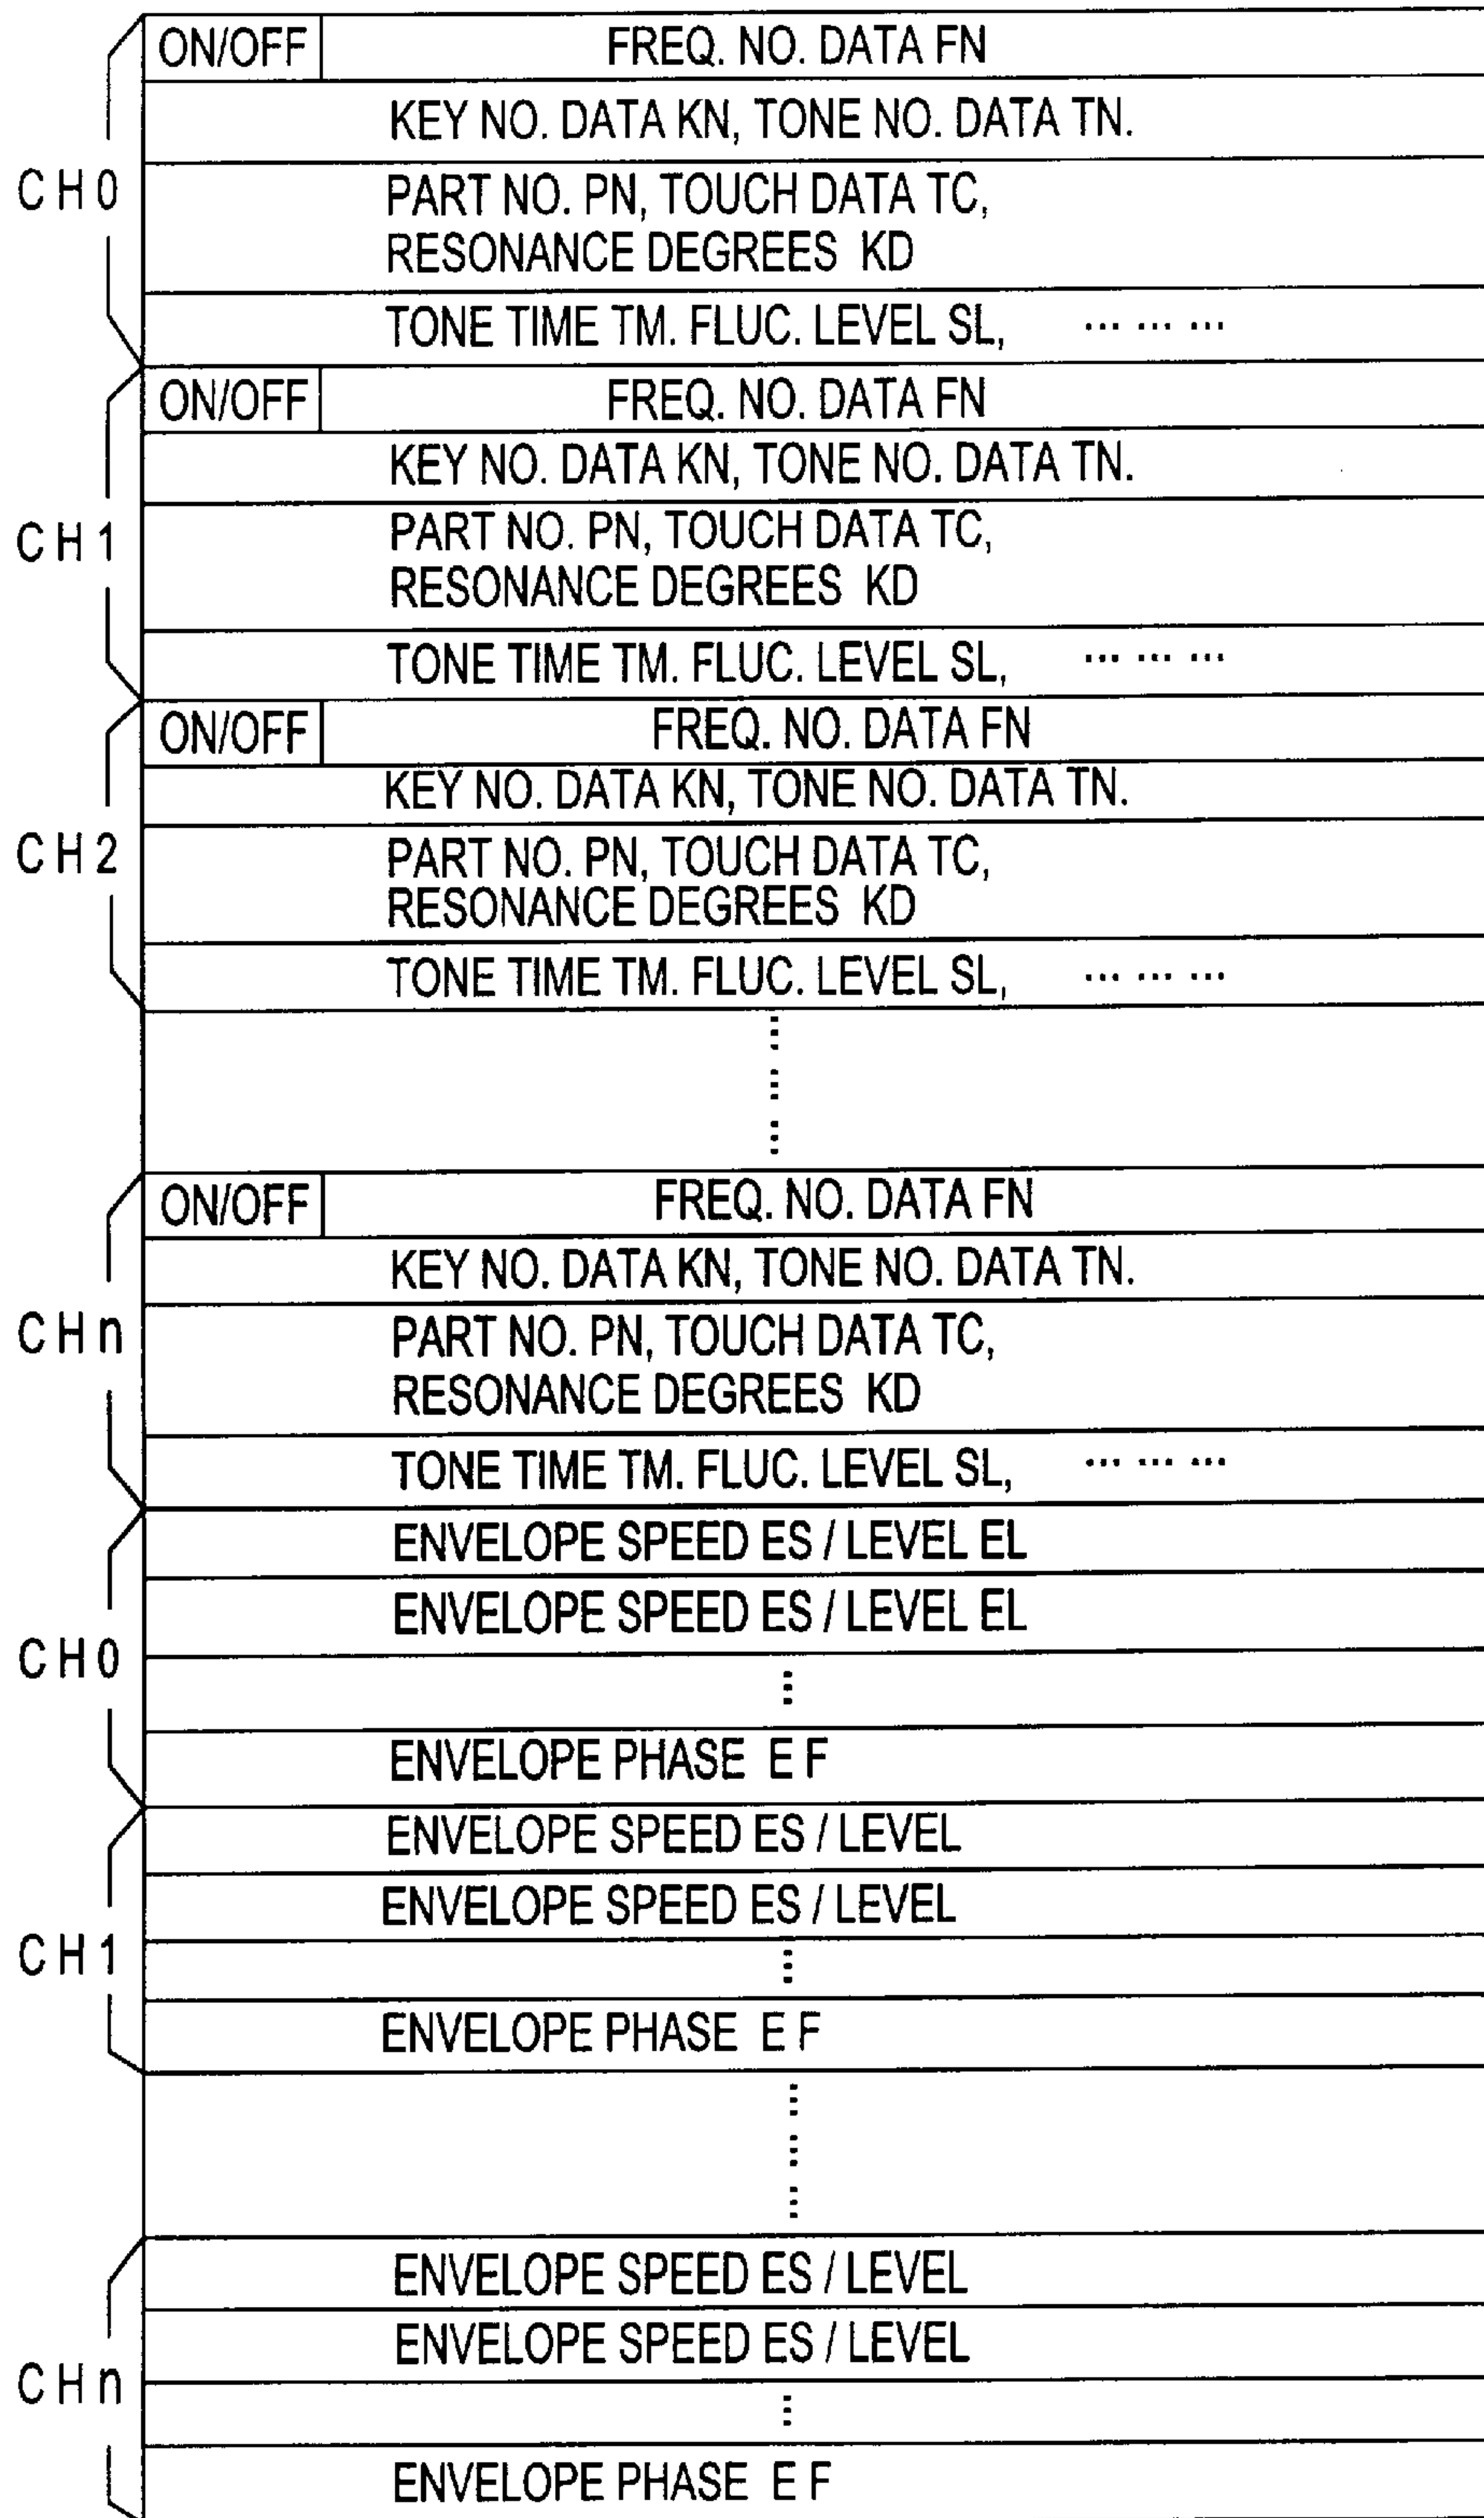 ON/OFF FREQ. NO. DATA FN
KEY NO. DATA KN, TONE NO. DATA TN.
CH0
PART NO. PN, TOUCH DATA TC,
RESONANCE DEGREES KD
TONE TIME TM. FLUC. LEVEL SL, ... ... ...
ON/OFF FREQ. NO. DATA FN
KEY NO. DATA KN, TONE NO. DATA TN.
CH1
PART NO. PN, TOUCH DATA TC,
RESONANCE DEGREES KD
TONE TIME TM. FLUC. LEVEL SL, ... ... ...
ON/OFF FREQ. NO. DATA FN
KEY NO. DATA KN, TONE NO. DATA TN.
CH2
PART NO. PN, TOUCH DATA TC,
RESONANCE DEGREES KD
TONE TIME TM. FLUC. LEVEL SL, ... ... ...
ON/OFF FREQ. NO. DATA FN
KEY NO. DATA KN, TONE NO. DATA TN.
CHn
PART NO. PN, TOUCH DATA TC,
RESONANCE DEGREES KD
TONE TIME TM. FLUC. LEVEL SL, ... ... ...
ENVELOPE SPEED ES / LEVEL EL
ENVELOPE SPEED ES / LEVEL EL
CH0
ENVELOPE PHASE E F
ENVELOPE SPEED ES / LEVEL
ENVELOPE SPEED ES / LEVEL
CH1
ENVELOPE PHASE E F
ENVELOPE SPEED ES / LEVEL
ENVELOPE SPEED ES / LEVEL
CHn
ENVELOPE PHASE E F